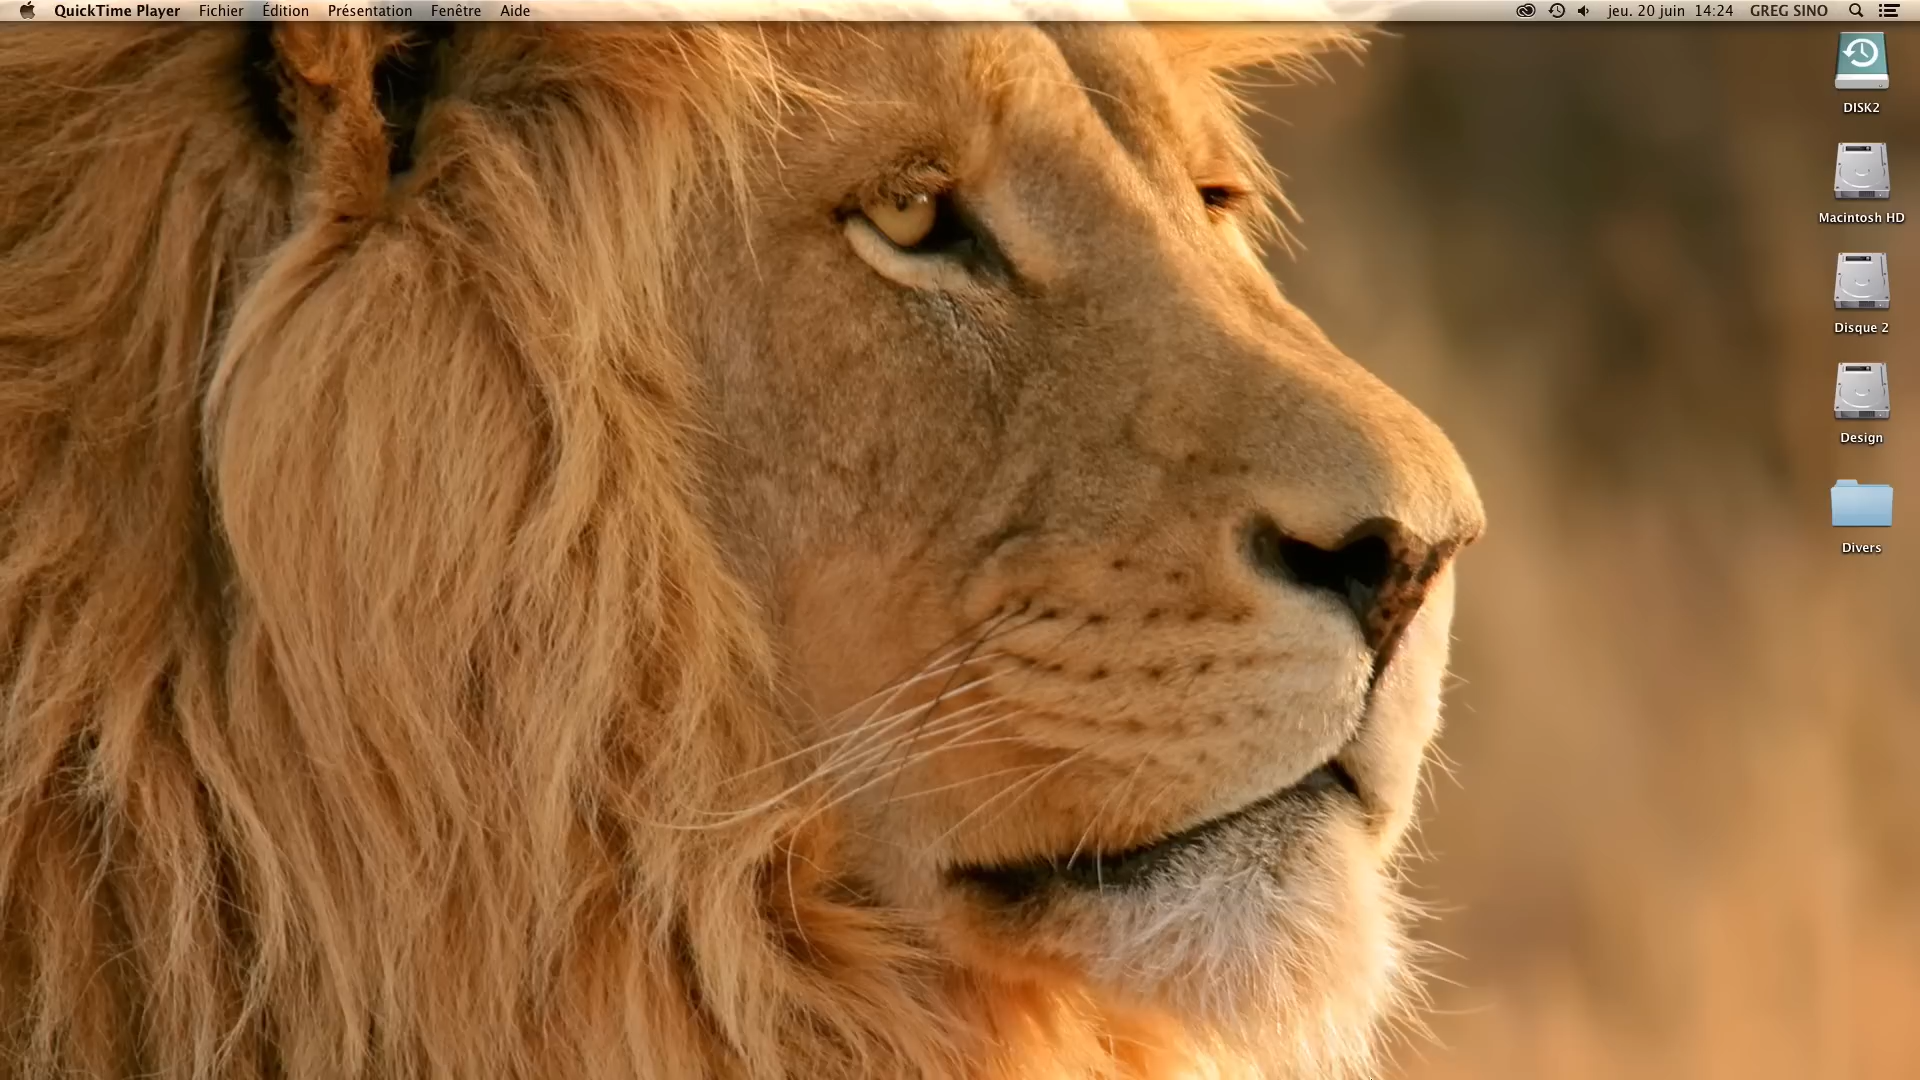 QuickTime Player Fichier Édition Présentation Fenêtre Aide jeu. 20 juin 14:24 GREG SINO
DISK2
Macintosh HD
Disque 2
Design
Divers